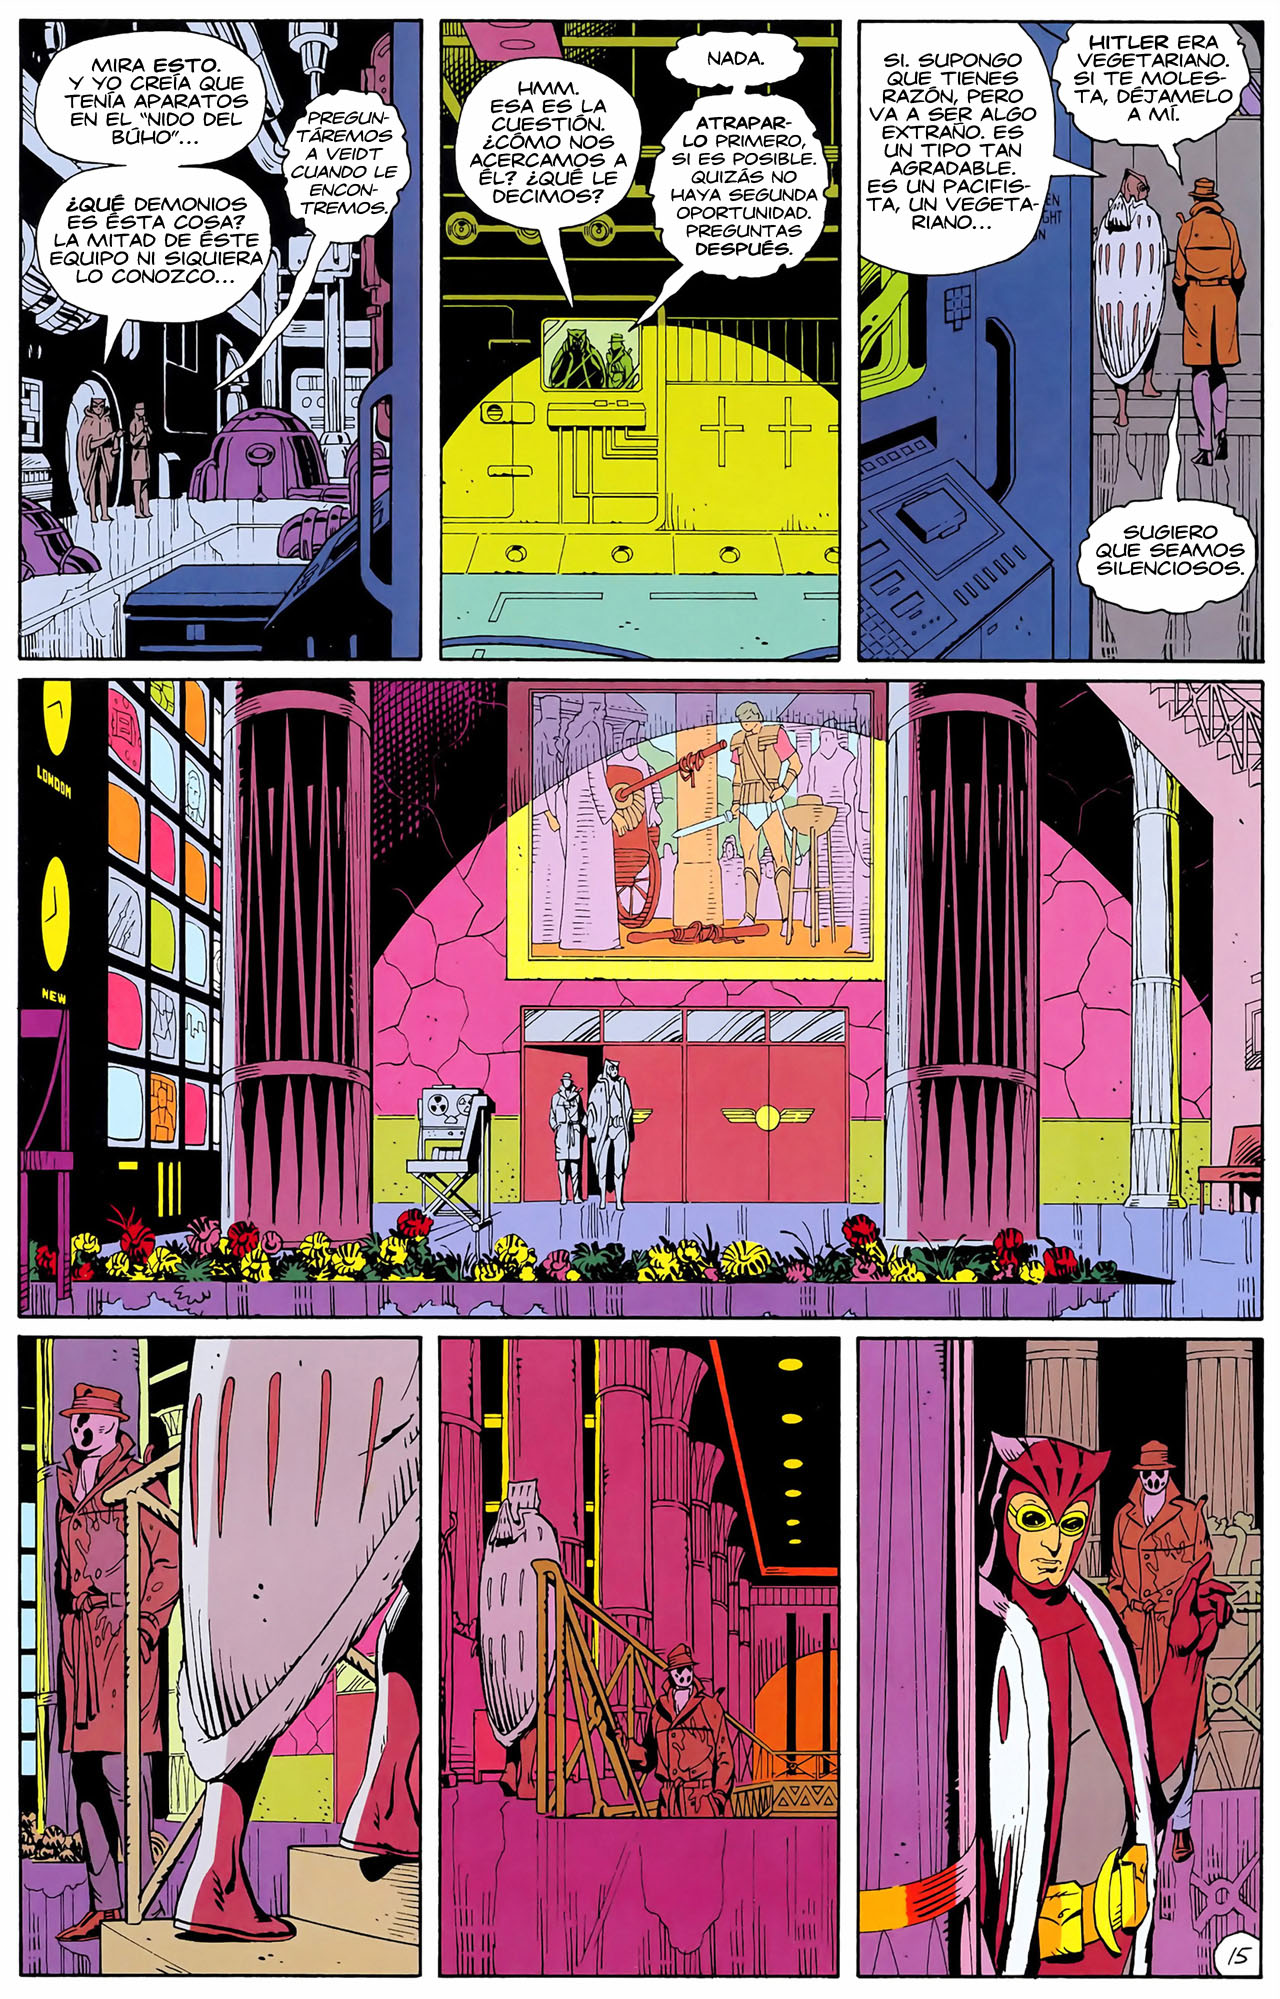 MIRA ESTO.
Y YO CREÍA QUE
TENÍA APARATOS
EN EL "NIDO DEL
BÚHO"...
PREGUN-
TÁREMOS
A VEIDT
CUANDO LE
ENCON-
TREMOS.
¿QUÉ DEMONIOS
ES ÉSTA COSA?
LA MITAD DE ÉSTE
EQUIPO NI SIQUIERA
LO CONOZCO...
HMM.
ESA ES LA
CUESTIÓN.
¿CÓMO NOS
ACERCAMOS A
ÉL? ¿QUÉ LE
DECIMOS?
NADA.
ATRAPAR-
LO PRIMERO,
SI ES POSIBLE.
QUIZÁS NO
HAYA SEGUNDA
OPORTUNIDAD.
PREGUNTAS
DESPUÉS.
SI. SUPONGO
QUE TIENES
RAZÓN, PERO
VA A SER ALGO
EXTRAÑO. ES
UN TIPO TAN
AGRADABLE.
ES UN PACIFIS-
TA, UN VEGETA-
RIANO...
HITLER ERA
VEGETARIANO.
SI TE MOLES-
TA, DÉJAMELO
A MÍ.
SUGIERO
QUE SEAMOS
SILENCIOSOS.
LONDON
NEW
15